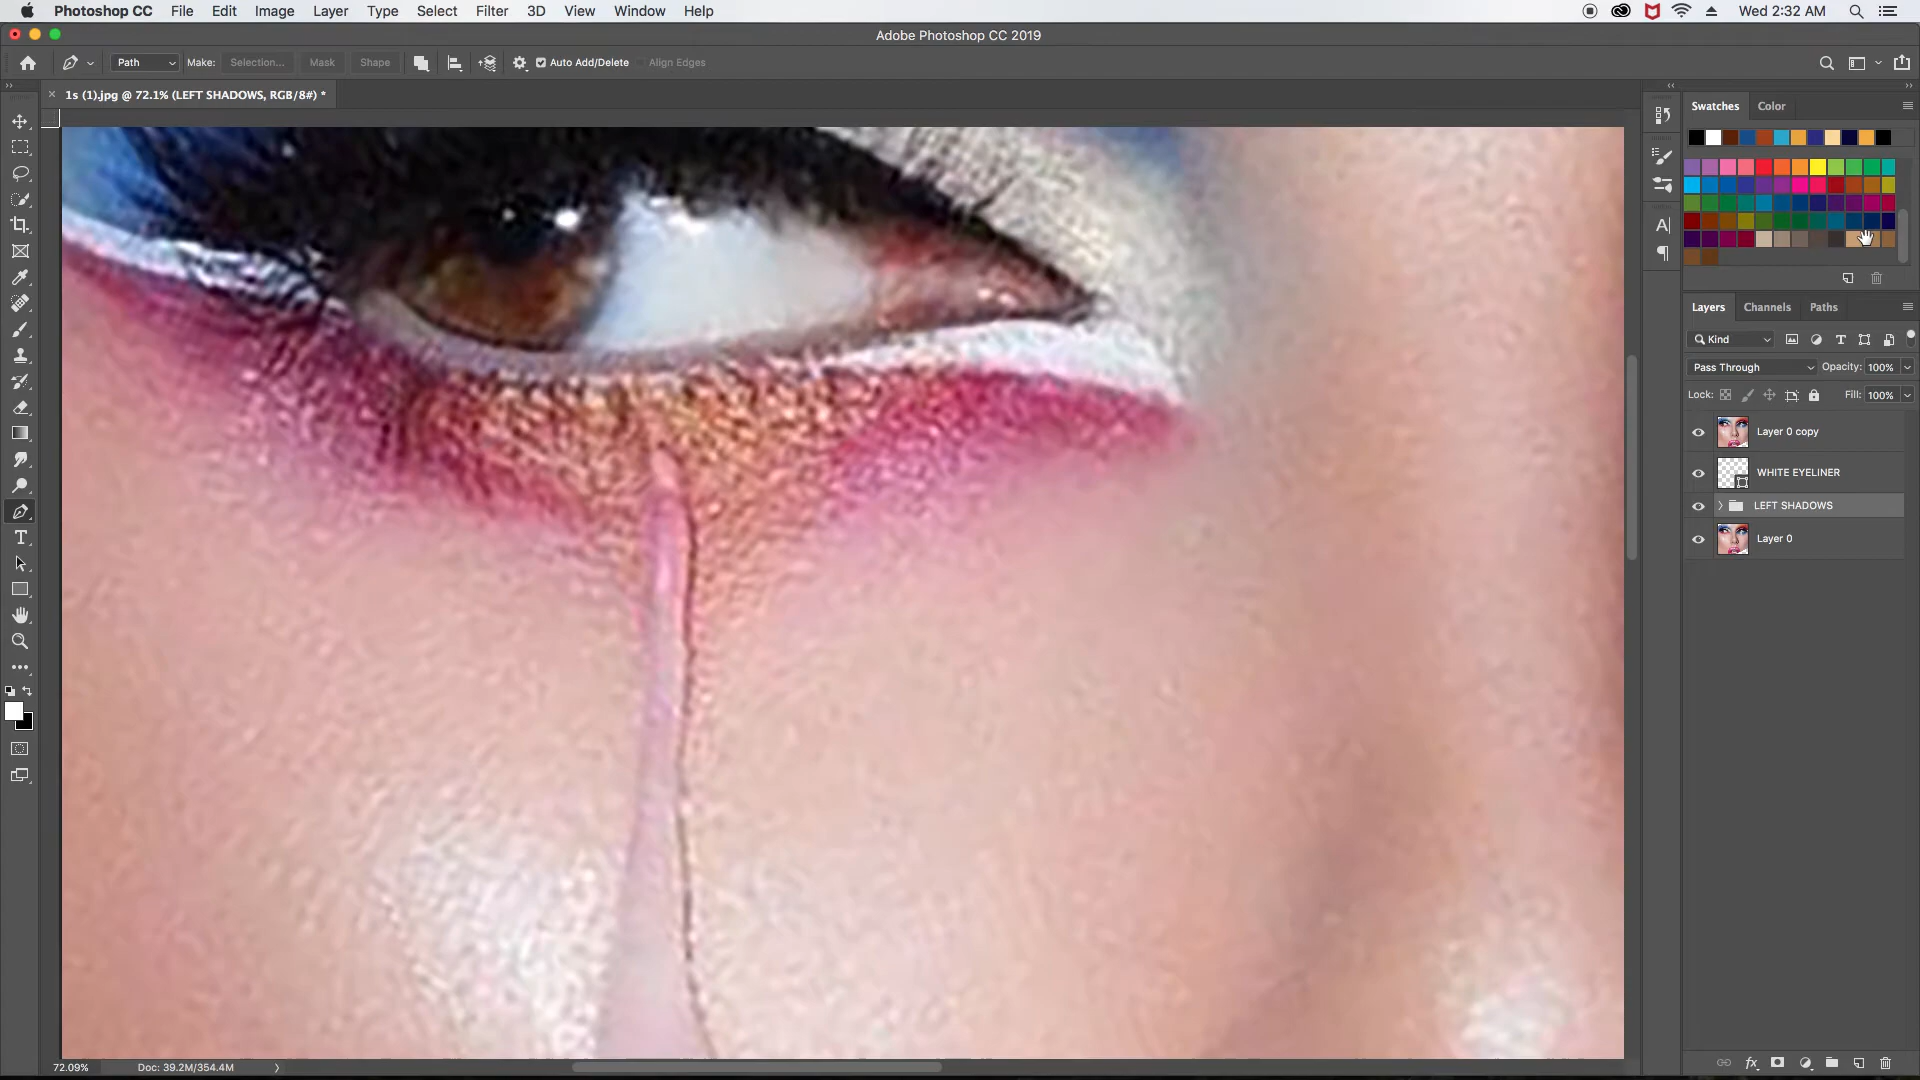 Photoshop CC File Edit Image Layer Type Select Filter 3D View Window Help Wed 2:32 AM
Adobe Photoshop CC 2019
Path Make: Selection... Mask Shape Auto Add/Delete Align Edges
1s (1).jpg @ 72.1% (LEFT SHADOWS, RGB/8#) *
Swatches Color
Layers Channels Paths
Kind
Pass Through Opacity: 100%
Lock: Fill: 100%
Layer 0 copy
WHITE EYELINER
LEFT SHADOWS
Layer 0
72.09% Doc: 39.2M/354.4M